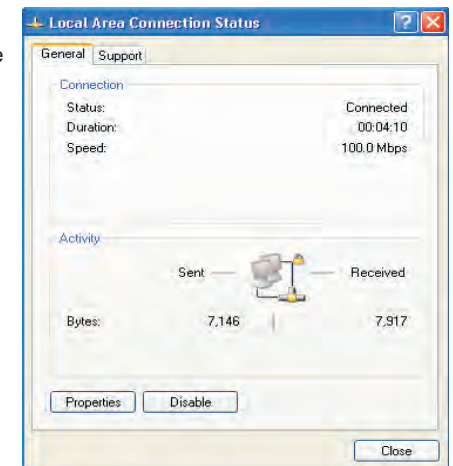 Local Area Connection Status
e
General Support
Connection
Status: Connected
Duration: 00:04:10
Speed: 100.0 Mbps
Activity
Sent — — Received
Bytes: 7,146 | 7,917
Properties Disable
Close